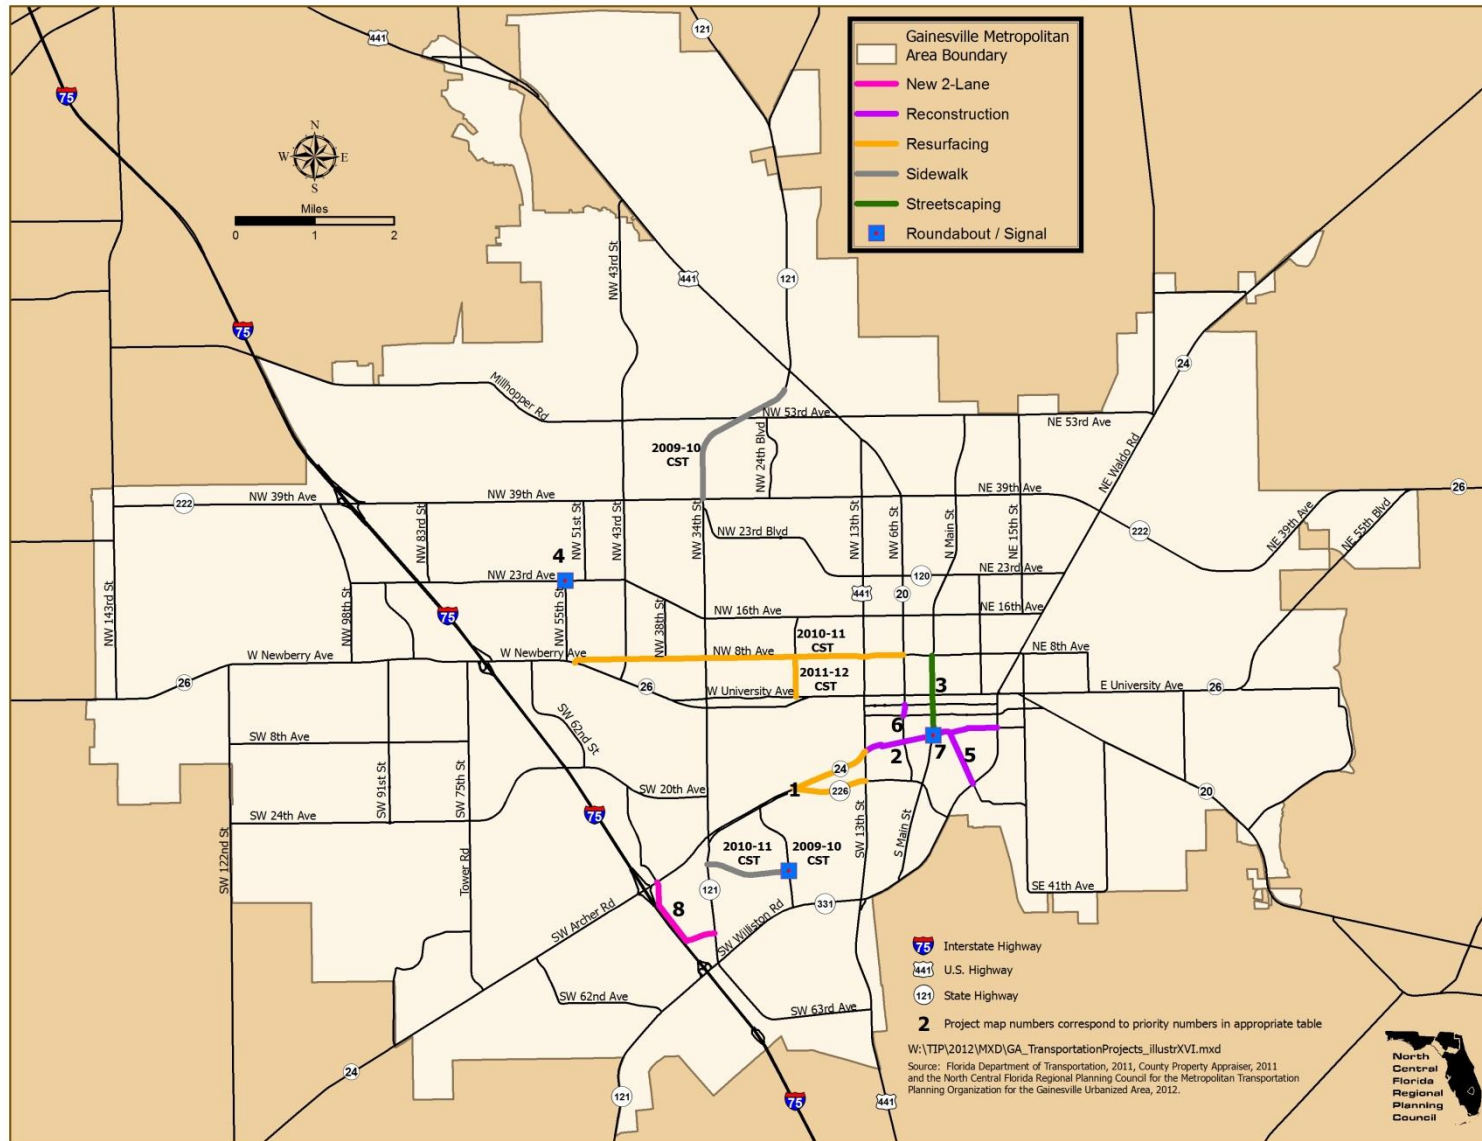 441
121
Gainesville Metropolitan
Area Boundary
New 2-Lane
Reconstruction
Resurfacing
Sidewalk
Streetscaping
Roundabout / Signal
75
N
W E
S
Miles
0 1 2
NW 43rd St
441
121
75
24
Millhopper Rd
NW 53rd Ave
NE 53rd Ave
2009-10
CST
NW 24th Blvd
NE Waldo Rd
222
NW 39th Ave
NW 39th Ave
NE 39th Ave
26
NW 83rd St
NW 51st St
NW 43rd St
NW 34th St
NW 23rd Blvd
NW 13th St
NW 6th St
N Main St
NE 15th St
222
NE 39th Ave
NE 55th Blvd
4
NW 23rd Ave
120
NE 23rd Ave
NW 143rd St
NW 98th St
75
NW 55th St
NW 38th St
441
20
NW 16th Ave
NE 16th Ave
2010-11
CST
W Newberry Ave
W Newberry Ave
NW 8th Ave
NE 8th Ave
2011-12
CST
26
26
W University Ave
3
E University Ave
26
SW 62nd St
6
SW 8th Ave
2
7
5
24
SW 91st St
SW 75th St
SW 20th Ave
1
226
20
SW 24th Ave
75
SW 122nd St
SW 13th St
S Main St
2010-11
CST
2009-10
CST
Tower Rd
121
SE 41th Ave
8
331
SW Archer Rd
SW Williston Rd
75
Interstate Highway
441
U.S. Highway
SW 62nd Ave
SW 63rd Ave
121
State Highway
2
Project map numbers correspond to priority numbers in appropriate table
W:\TIP\2012\MXD\GA_TransportationProjects_illustrXVI.mxd
Source: Florida Department of Transportation, 2011, County Property Appraiser, 2011
and the North Central Florida Regional Planning Council for the Metropolitan Transportation
Planning Organization for the Gainesville Urbanized Area, 2012.
24
121
75
441
North
Central
Florida
Regional
Planning
Council